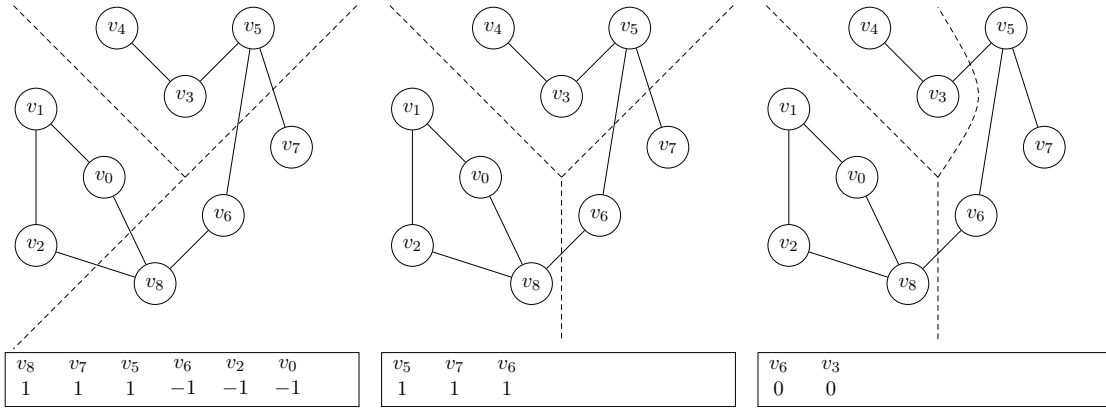 v₄ v₅ v₄ v₅ v₄ v₅
v₃ v₃ v₃
v₁ v₁ v₁
v₇ v₇ v₇
v₀ v₀ v₀
v₆ v₆ v₆
v₂ v₂ v₂
v₈ v₈ v₈
v₈ v₇ v₅ v₆ v₂ v₀
1 1 1 −1 −1 −1
v₅ v₇ v₆
1 1 1
v₆ v₃
0 0